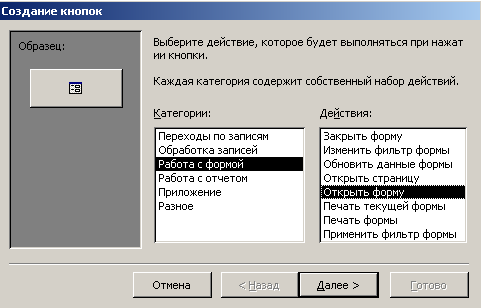 Создание кнопок
Образец:
Выберите действие, которое будет выполняться при нажат
ии кнопки.
Каждая категория содержит собственный набор действий.
Категории:
Переходы по записям
Обработка записей
Работа с формой
Работа с отчетом
Приложение
Разное
Действия:
Закрыть форму
Изменить фильтр формы
Обновить данные формы
Открыть страницу
Открыть форму
Печать текущей формы
Печать формы
Применить фильтр формы
Отмена
< Назад
Далее >
Готово